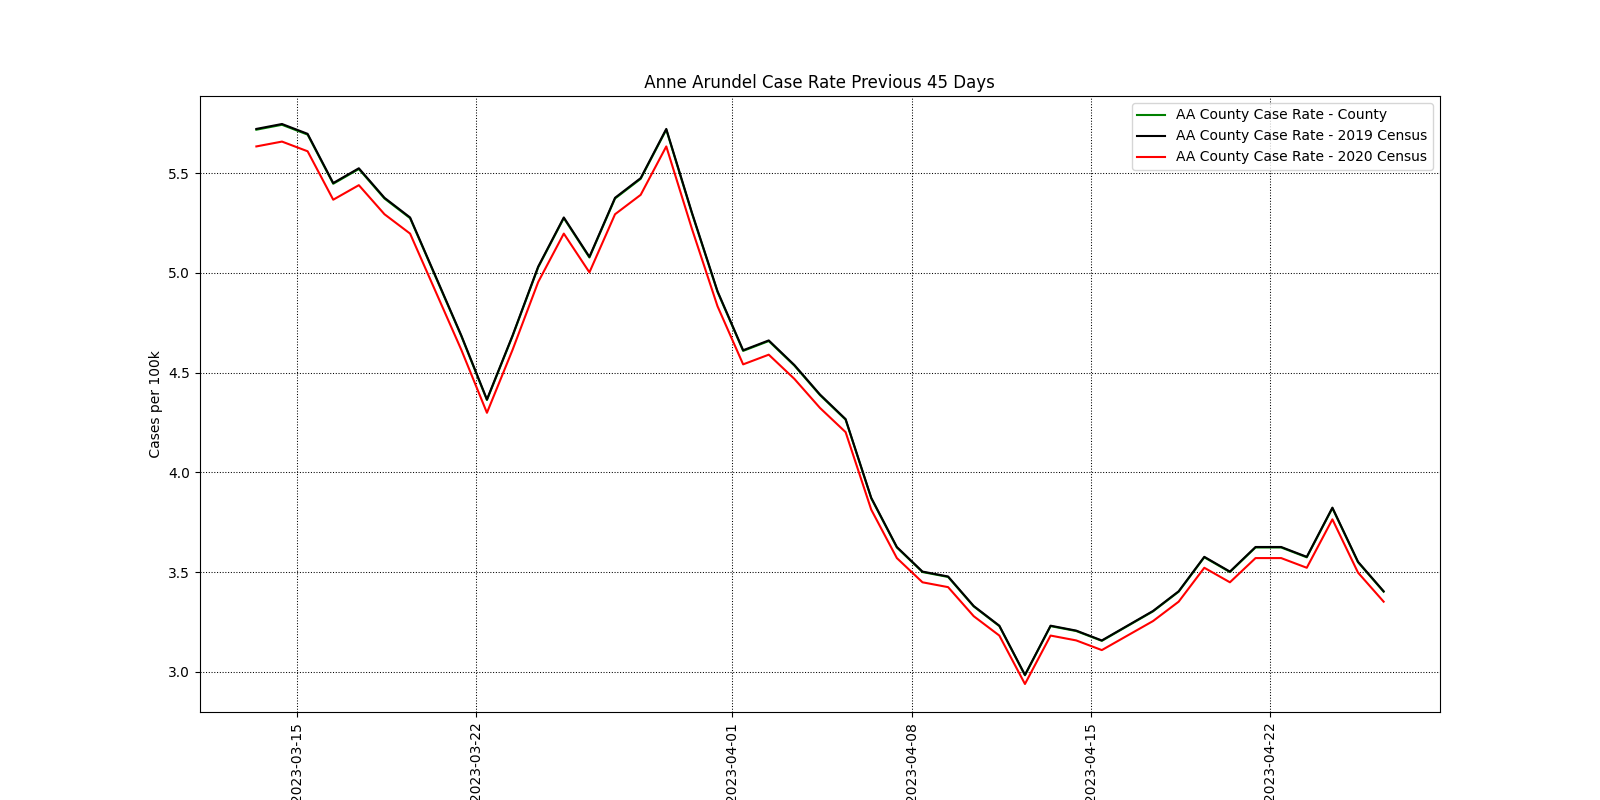 Anne Arundel Case Rate Previous 45 Days
AA County Case Rate - County
AA County Case Rate - 2019 Census
AA County Case Rate - 2020 Census
Cases per 100k
5.5
5.0
4.5
4.0
3.5
3.0
2023-03-15
2023-03-22
2023-04-01
2023-04-08
2023-04-15
2023-04-22